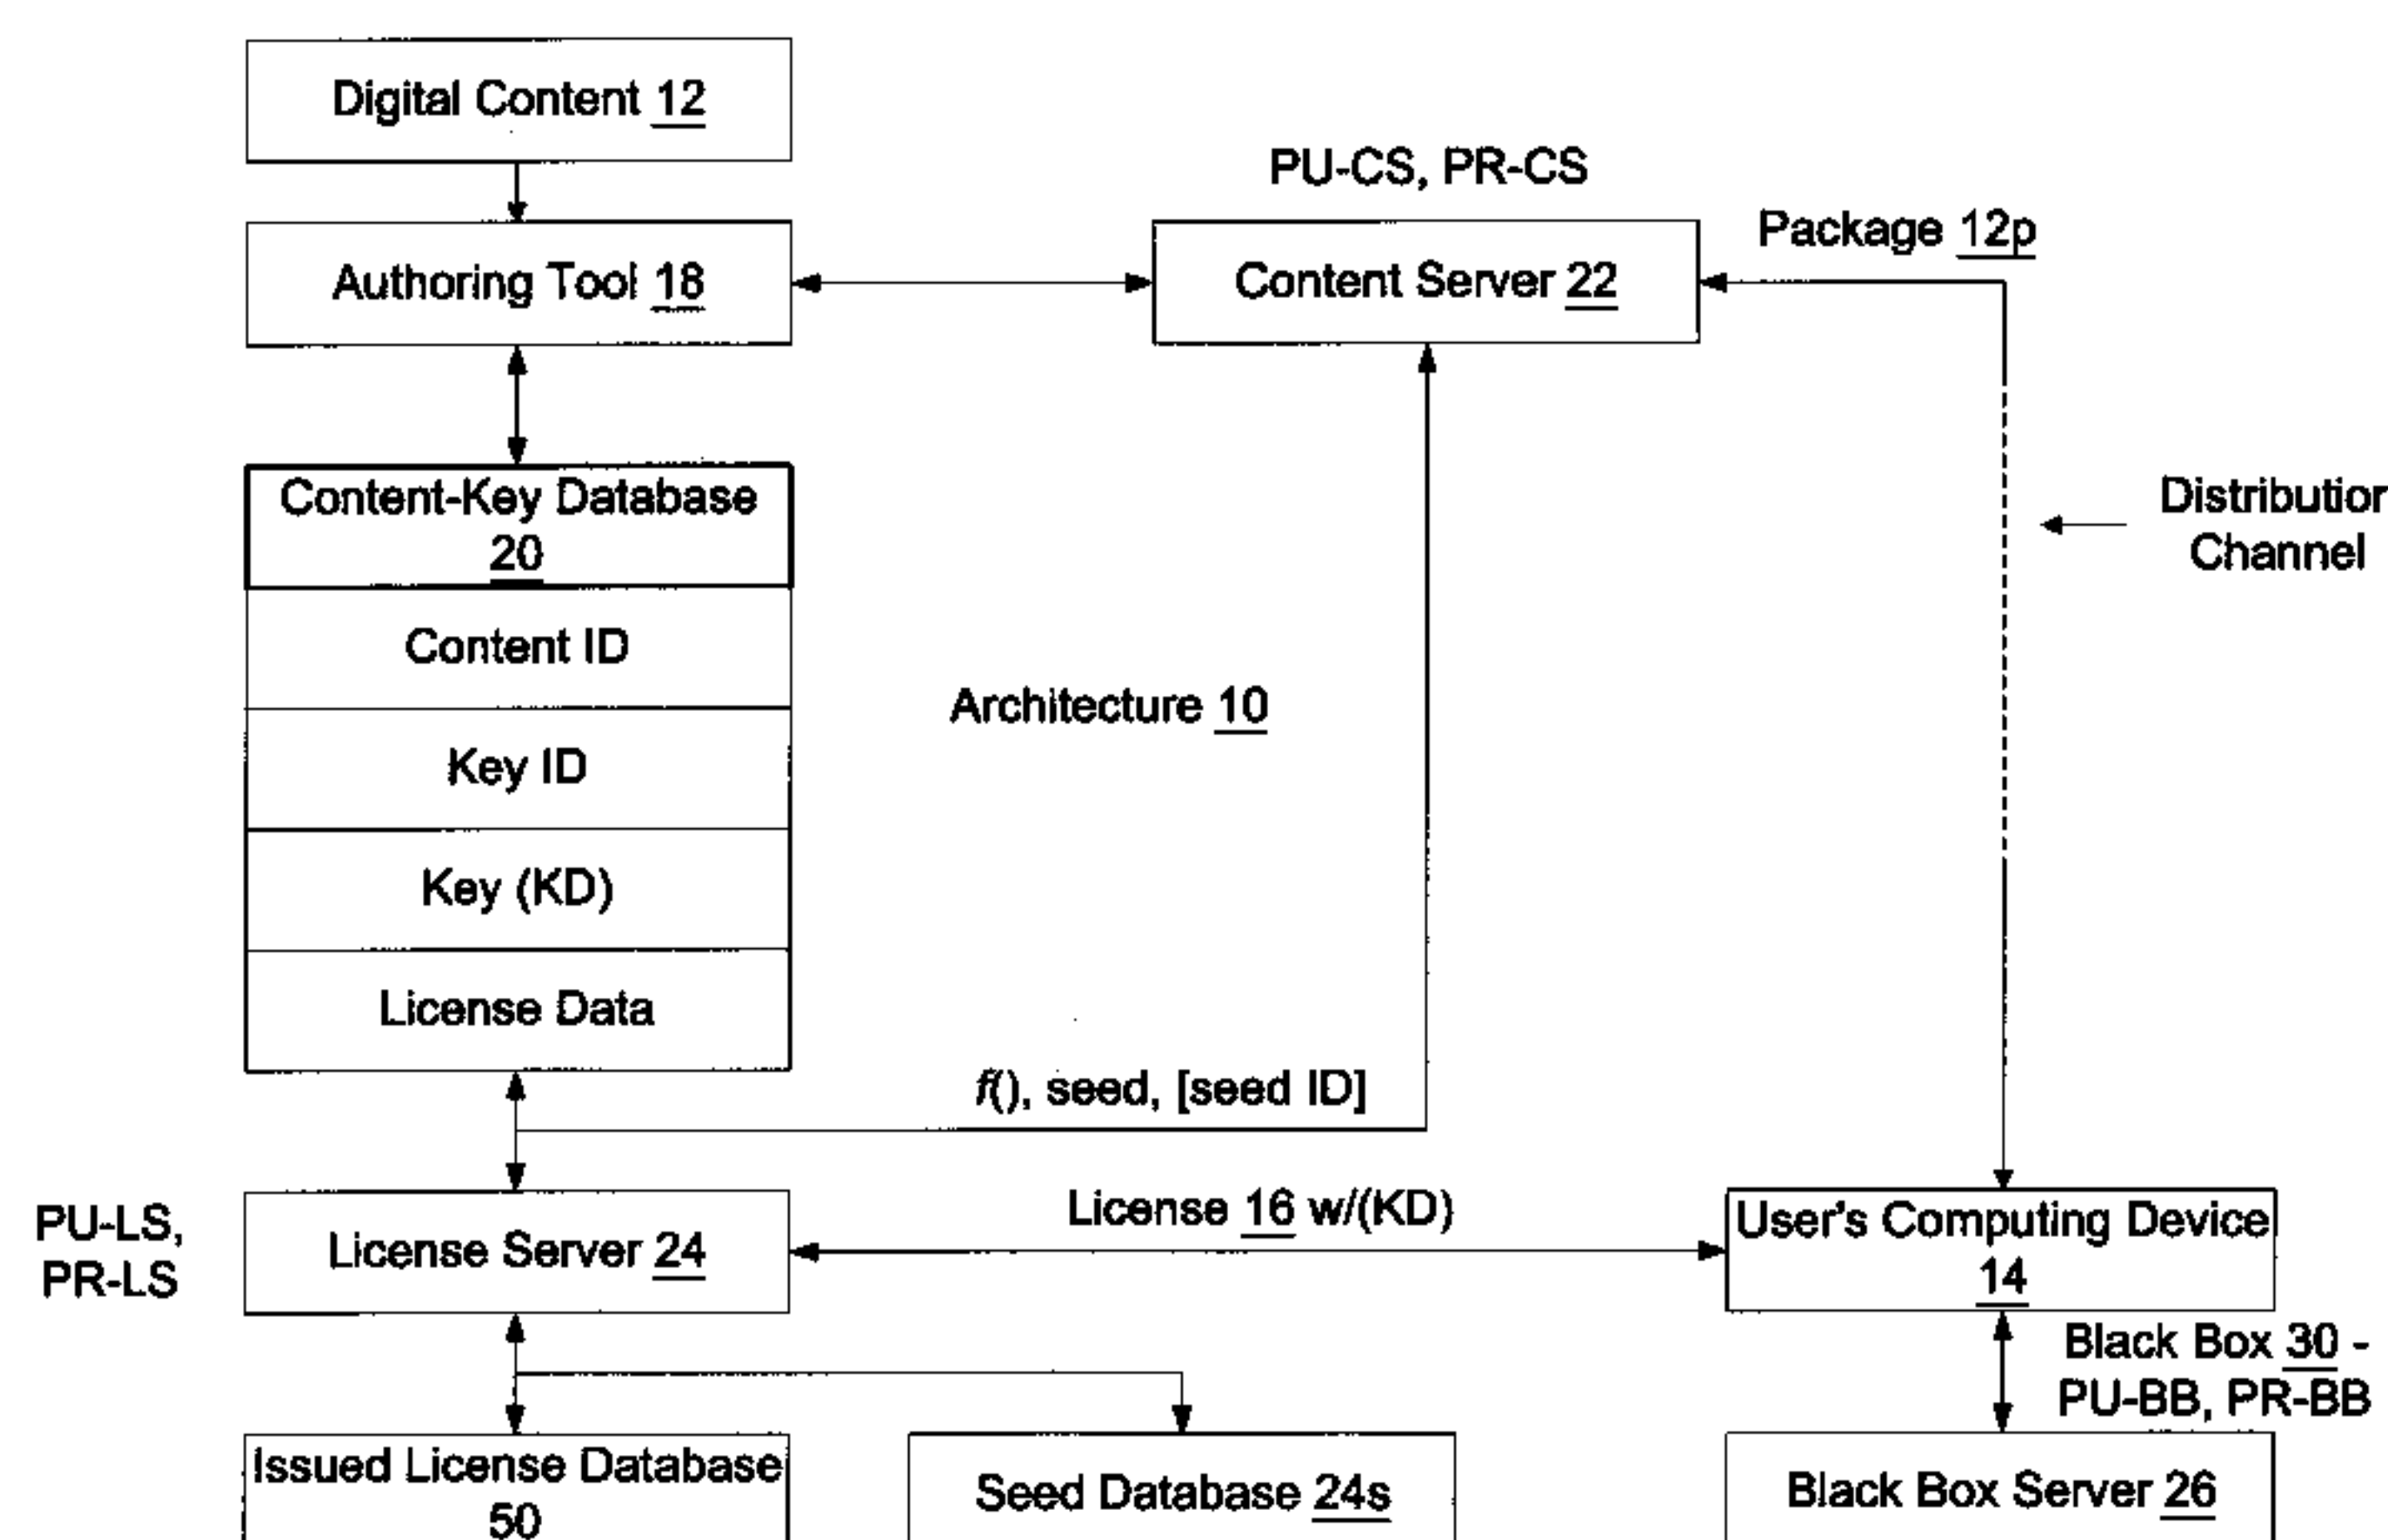 Digital Content 12
PU-CS, PR-CS
Package 12p
Authoring Tool 18
Content Server 22
Content-Key Database
20
Distribution
Channel
Content ID
Architecture 10
Key ID
Key (KD)
License Data
f(), seed, [seed ID]
PU-LS,
PR-LS
License Server 24
License 16 w/(KD)
User's Computing Device
14
Black Box 30 -
PU-BB, PR-BB
Issued License Database
50
Seed Database 24s
Black Box Server 26